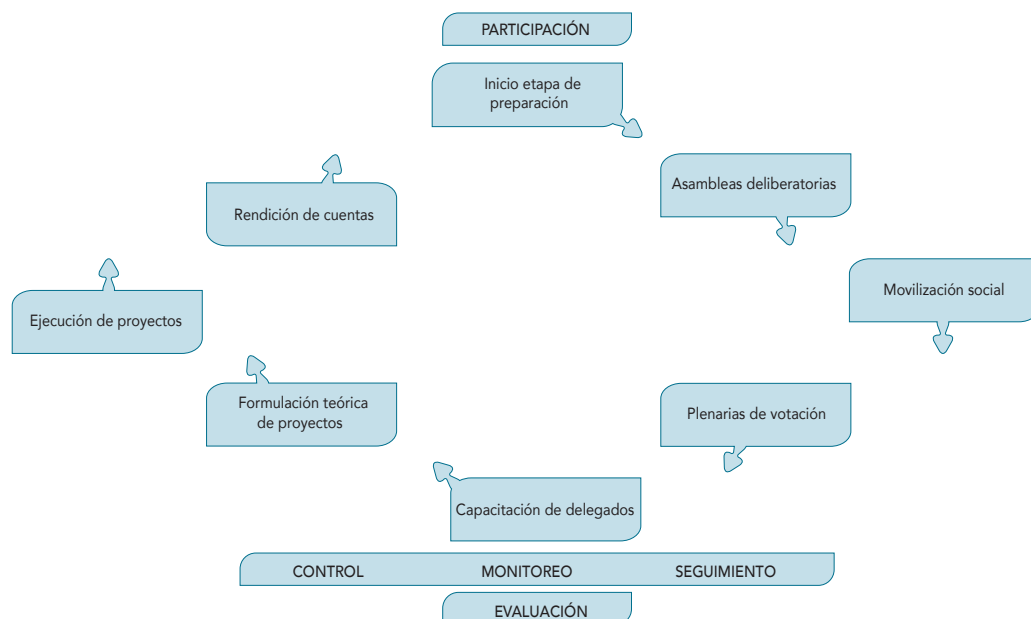 PARTICIPACIÓN
Inicio etapa de
preparación
Asambleas deliberatorias
Rendición de cuentas
Movilización social
Ejecución de proyectos
Formulación teórica
de proyectos
Plenarias de votación
Capacitación de delegados
CONTROL MONITOREO SEGUIMIENTO
EVALUACIÓN